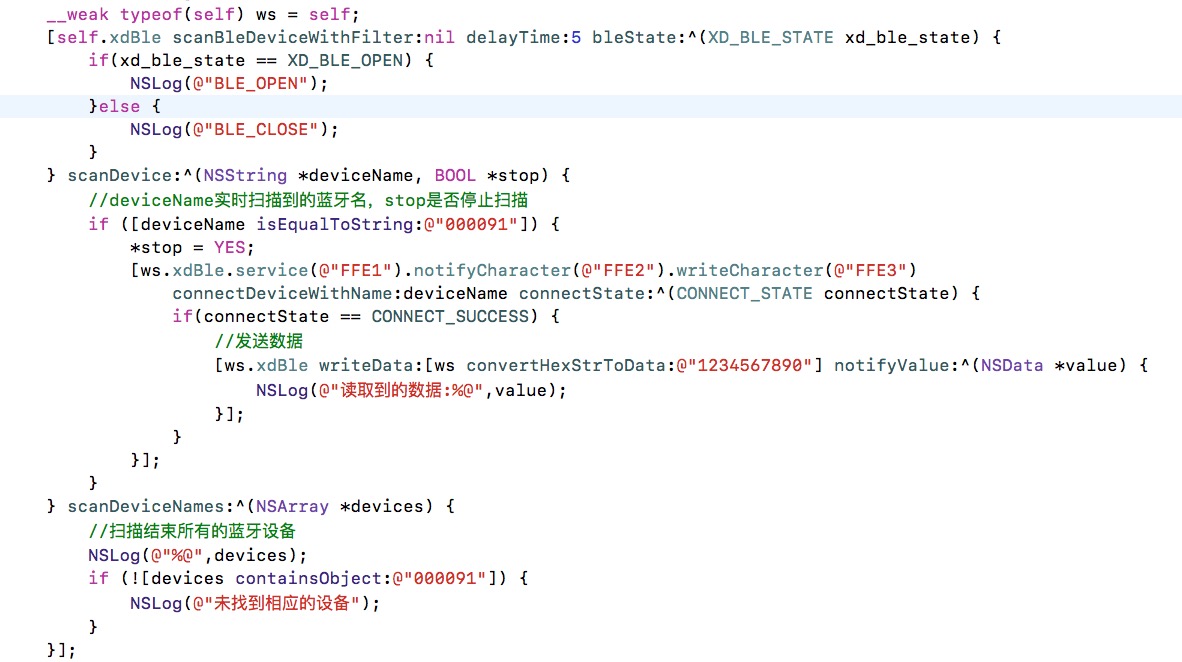 __weak typeof(self) ws = self;
[self.xdBle scanBleDeviceWithFilter:nil delayTime:5 bleState:^(XD_BLE_STATE xd_ble_state) {
    if(xd_ble_state == XD_BLE_OPEN) {
        NSLog(@"BLE_OPEN");
    }else {
        NSLog(@"BLE_CLOSE");
    }
} scanDevice:^(NSString *deviceName, BOOL *stop) {
    //deviceName实时扫描到的蓝牙名，stop是否停止扫描
    if ([deviceName isEqualToString:@"000091"]) {
        *stop = YES;
        [ws.xdBle.service(@"FFE1").notifyCharacter(@"FFE2").writeCharacter(@"FFE3")
            connectDeviceWithName:deviceName connectState:^(CONNECT_STATE connectState) {
            if(connectState == CONNECT_SUCCESS) {
                //发送数据
                [ws.xdBle writeData:[ws convertHexStrToData:@"1234567890"] notifyValue:^(NSData *value) {
                    NSLog(@"读取到的数据:%@",value);
                }];
            }
        }];
    }
} scanDeviceNames:^(NSArray *devices) {
    //扫描结束所有的蓝牙设备
    NSLog(@"%@",devices);
    if (![devices containsObject:@"000091"]) {
        NSLog(@"未找到相应的设备");
    }
}];